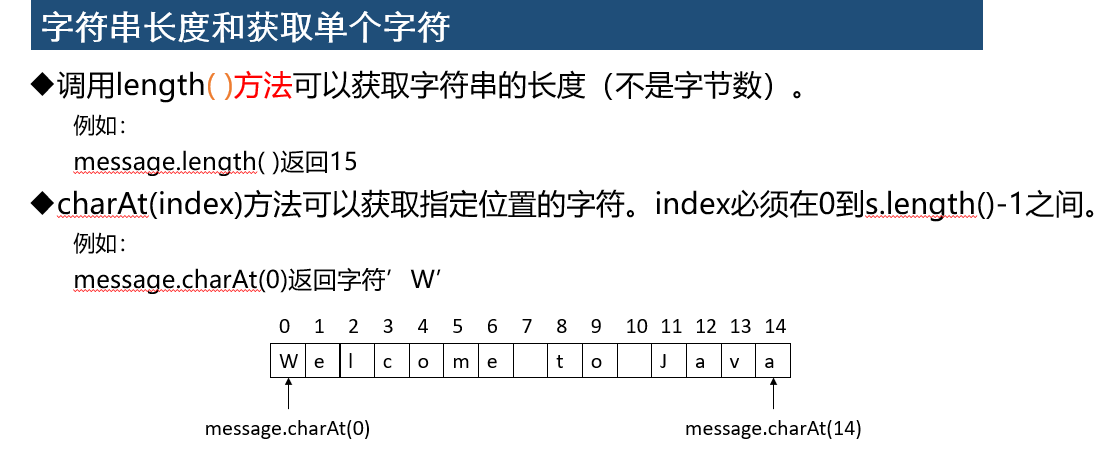 字符串长度和获取单个字符
◆调用length( )方法可以获取字符串的长度（不是字节数）。
例如：
message.length( )返回15
◆charAt(index)方法可以获取指定位置的字符。index必须在0到s.length()-1之间。
例如：
message.charAt(0)返回字符’W’
0 1 2 3 4 5 6 7 8 9 10 11 12 13 14
W e l c o m e t o J a v a
message.charAt(0) message.charAt(14)